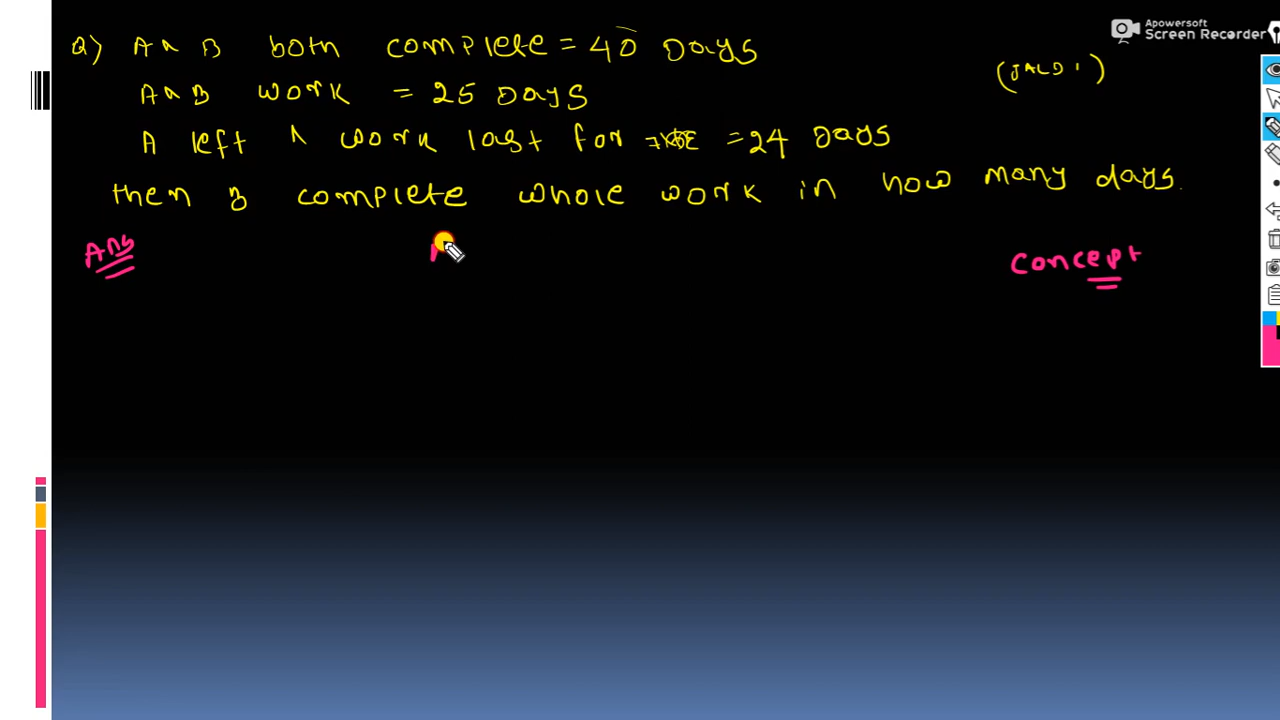 Apowersoft
Screen Recorder
Q) A & B both complete = 40 Days
(JALDI)
A & B work = 25 Days
A left & work last for = 24 Days
then B complete whole work in how many days.
Ans
Concept